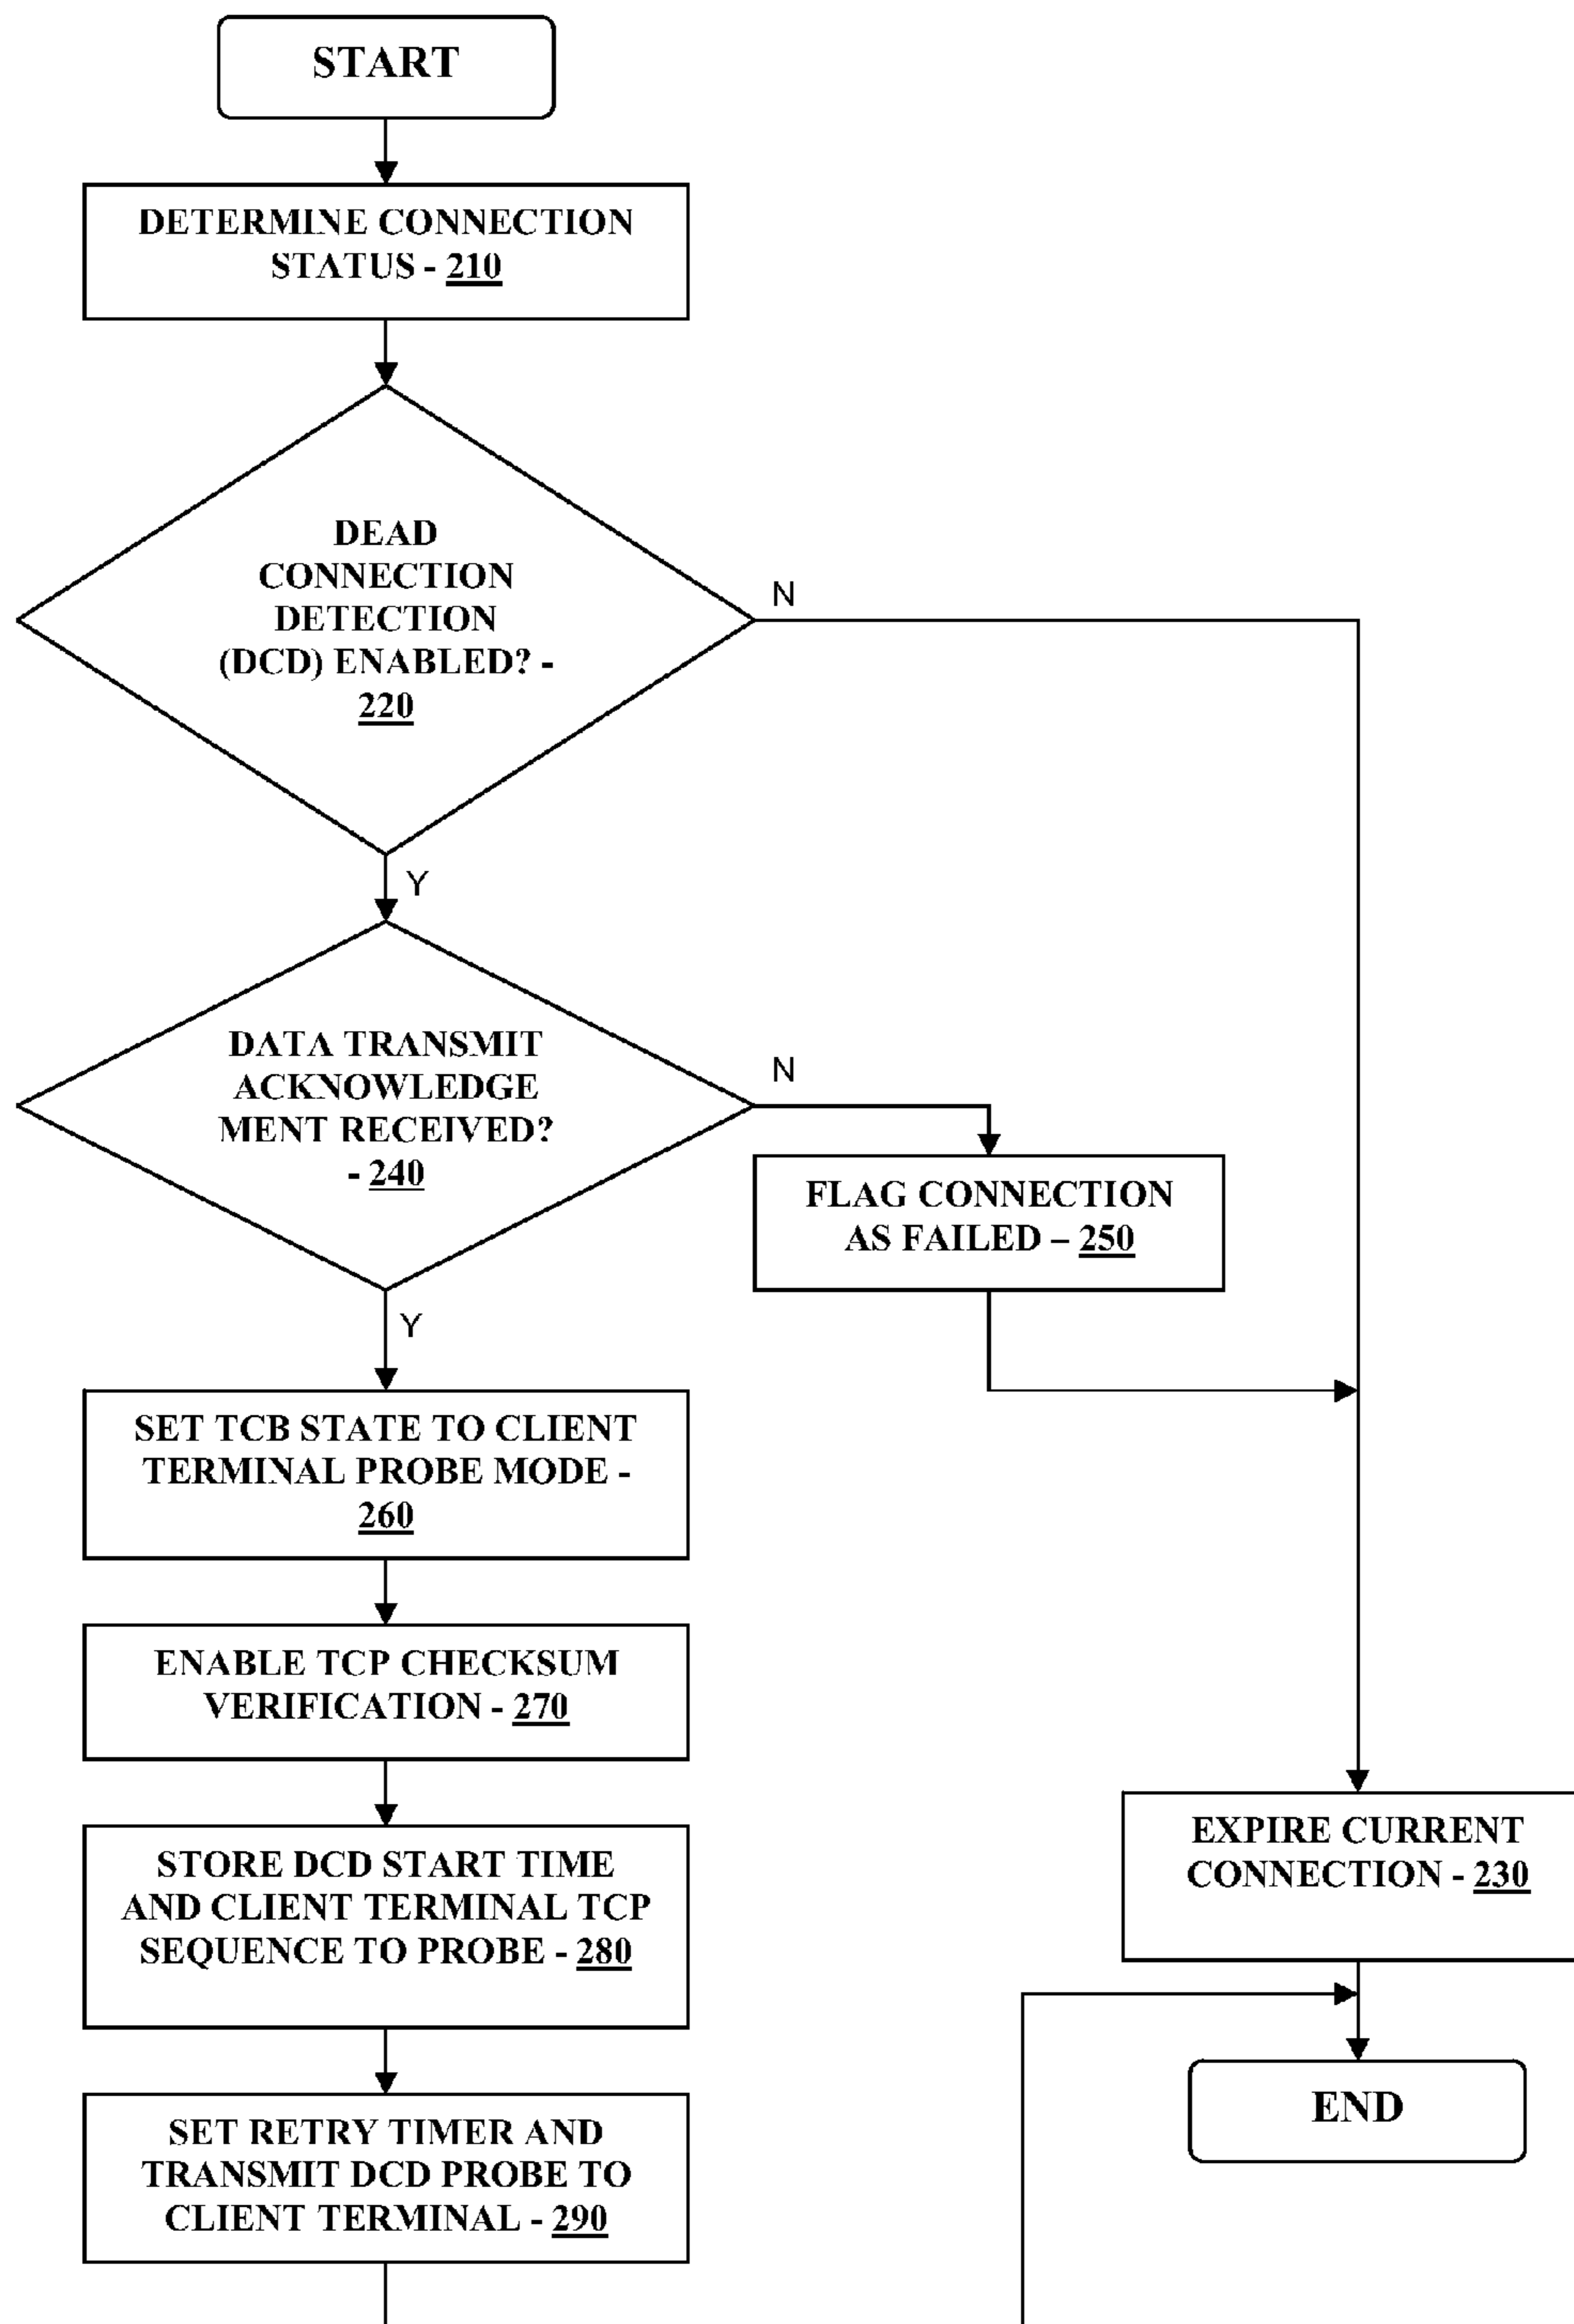 START
DETERMINE CONNECTION
STATUS - 210
DEAD
CONNECTION
DETECTION
(DCD) ENABLED? -
220
N
Y
DATA TRANSMIT
ACKNOWLEDGE
MENT RECEIVED?
- 240
N
FLAG CONNECTION
AS FAILED – 250
Y
SET TCB STATE TO CLIENT
TERMINAL PROBE MODE -
260
ENABLE TCP CHECKSUM
VERIFICATION - 270
STORE DCD START TIME
AND CLIENT TERMINAL TCP
SEQUENCE TO PROBE - 280
EXPIRE CURRENT
CONNECTION - 230
SET RETRY TIMER AND
TRANSMIT DCD PROBE TO
CLIENT TERMINAL - 290
END